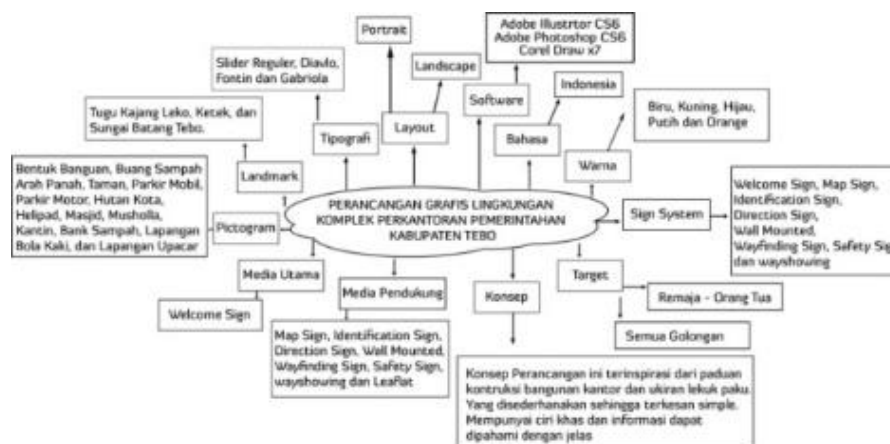 Portrait
Adobe Illustrtor CS6
Adobe Photoshop CS6
Corel Draw x7
Slider Reguler, Diavlo,
Fontin dan Gabriola
Landscape
Indonesia
Software
Tugu Kajang Leko, Ketek, dan
Sungai Batang Tebo.
Biru, Kuning, Hijau,
Putih dan Orange
Tipografi
Layout
Bahasa
Warna
Landmark
Bentuk Banguan, Buang Sampah
Arah Panah, Taman, Parkir Mobil,
Parkir Motor, Hutan Kota,
Helipad, Masjid, Musholla,
Kantin, Bank Sampah, Lapangan
Bola Kaki, dan Lapangan Upacar
Pictogram
PERANCANGAN GRAFIS LINGKUNGAN
KOMPLEK PERKANTORAN PEMERINTAHAN
KABUPATEN TEBO
Sign System
Welcome Sign, Map Sign,
Identification Sign,
Direction Sign,
Wall Mounted,
Wayfinding Sign, Safety Sig
dan wayshowing
Media Utama
Media Pendukung
Konsep
Target
Welcome Sign
Remaja - Orang Tua
Semua Golongan
Map Sign, Identification Sign,
Direction Sign, Wall Mounted,
Wayfinding Sign, Safety Sign,
wayshowing dan Leaflat
Konsep Perancangan ini terinspirasi dari paduan
kontruksi bangunan kantor dan ukiran lekuk paku.
Yang disederhanakan sehingga terkesan simple.
Mempunyai ciri khas dan informasi dapat
dipahami dengan jelas